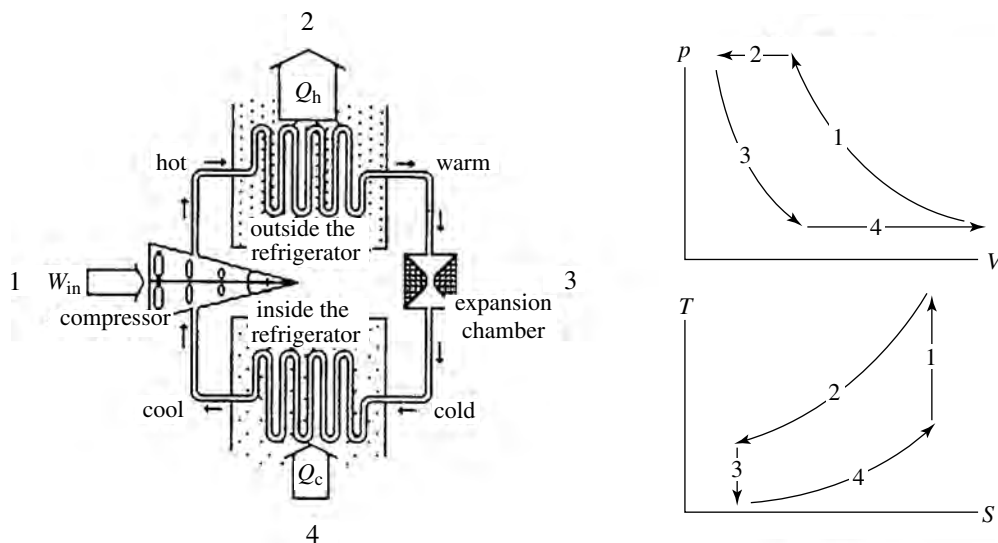 2
Q_h
hot
warm
outside the
refrigerator
1
W_in
compressor
3
expansion
chamber
inside the
refrigerator
cool
cold
Q_c
4
p
2
1
3
4
V
T
1
2
3
4
S